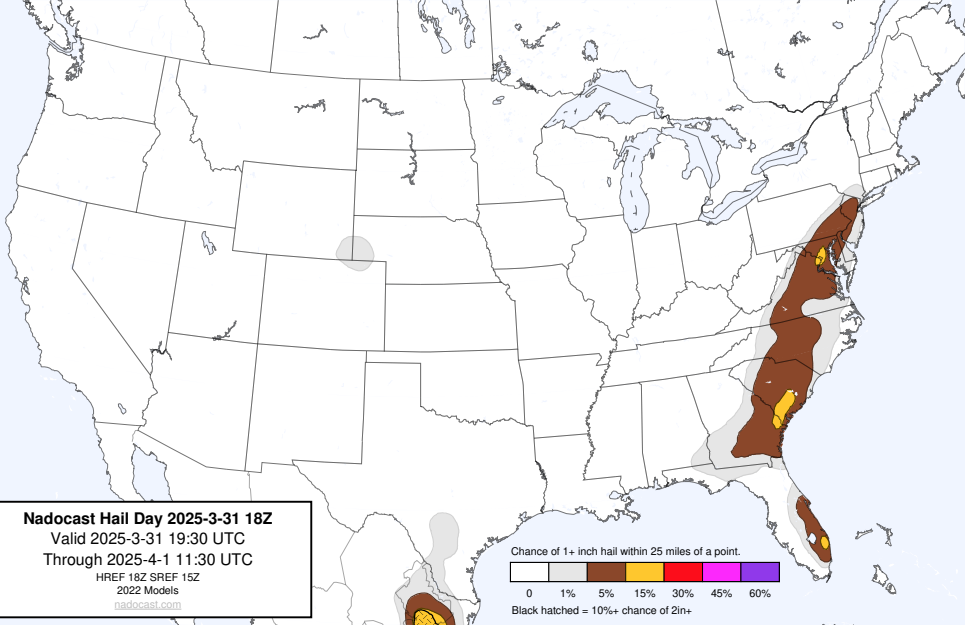 Nadocast Hail Day 2025-3-31 18Z
Valid 2025-3-31 19:30 UTC
Through 2025-4-1 11:30 UTC
HREF 18Z SREF 15Z
2022 Models
nadocast.com
Chance of 1+ inch hail within 25 miles of a point.
0 1% 5% 15% 30% 45% 60%
Black hatched = 10%+ chance of 2in+